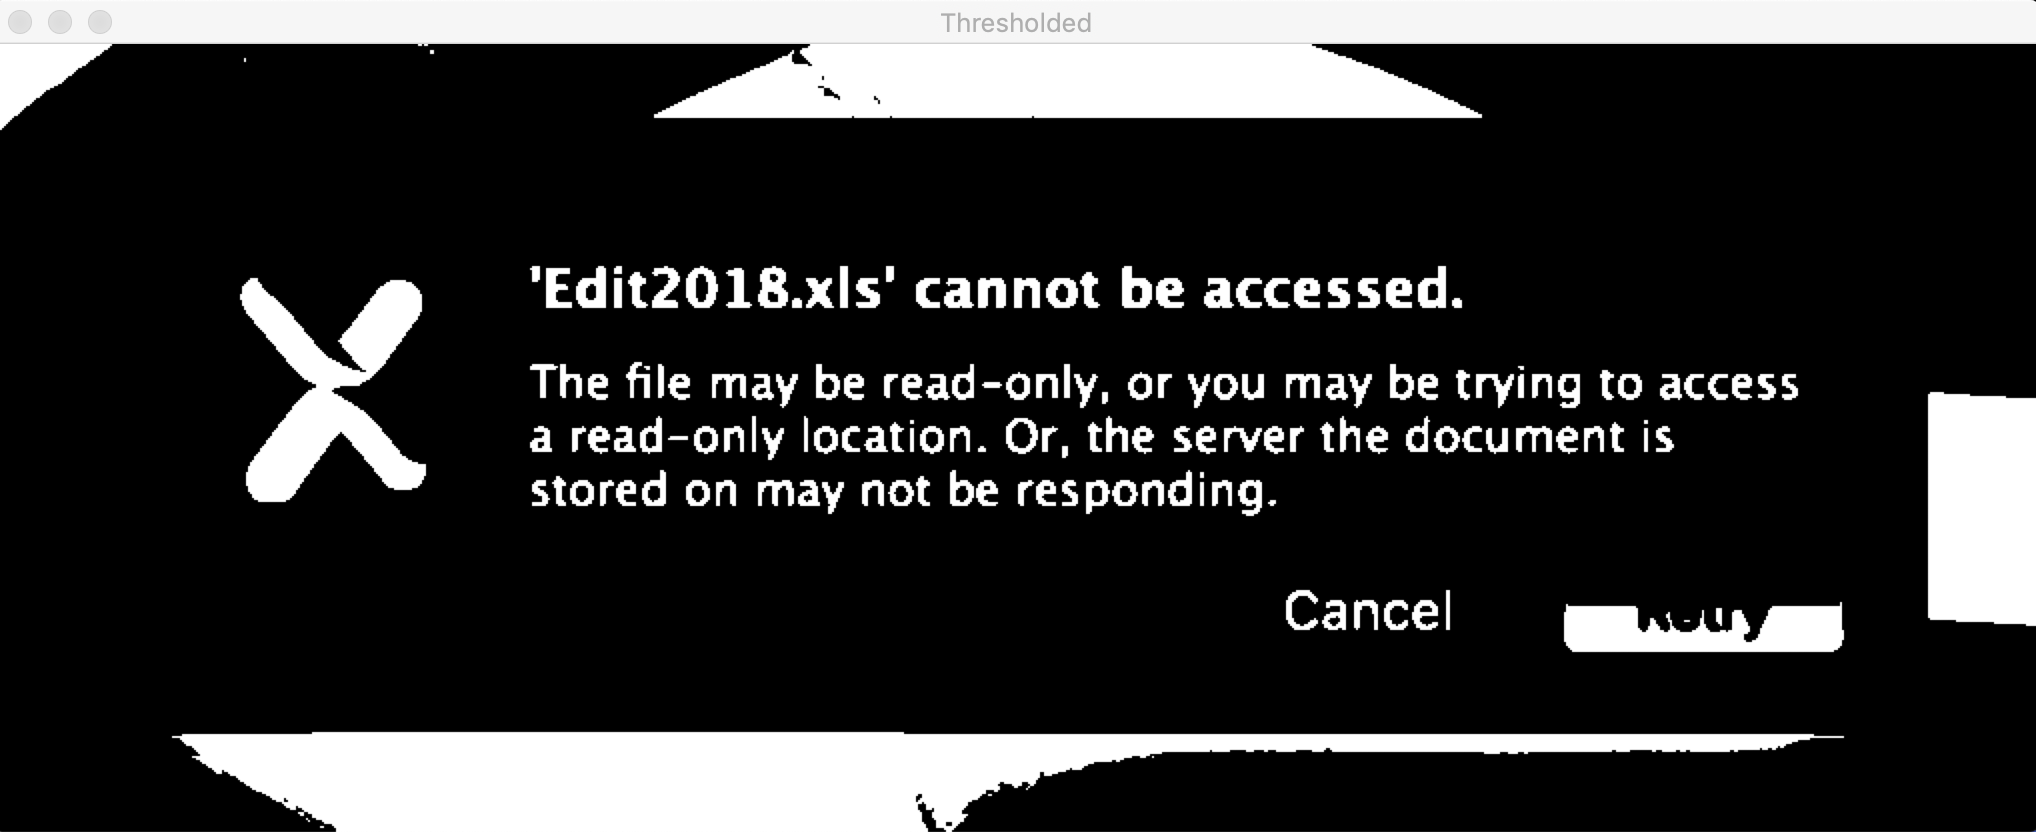 Thresholded
'Edit2018.xls' cannot be accessed.
The file may be read-only, or you may be trying to access
a read-only location. Or, the server the document is
stored on may not be responding.
Cancel
Retry